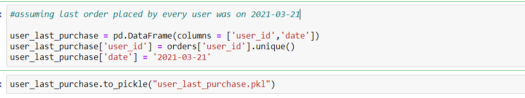 #assuming last order placed by every user was on 2021-03-21
user_last_purchase = pd.DataFrame(columns = ['user_id','date'])
user_last_purchase['user_id'] = orders['user_id'].unique()
user_last_purchase['date'] = '2021-03-21'
user_last_purchase.to_pickle("user_last_purchase.pkl")